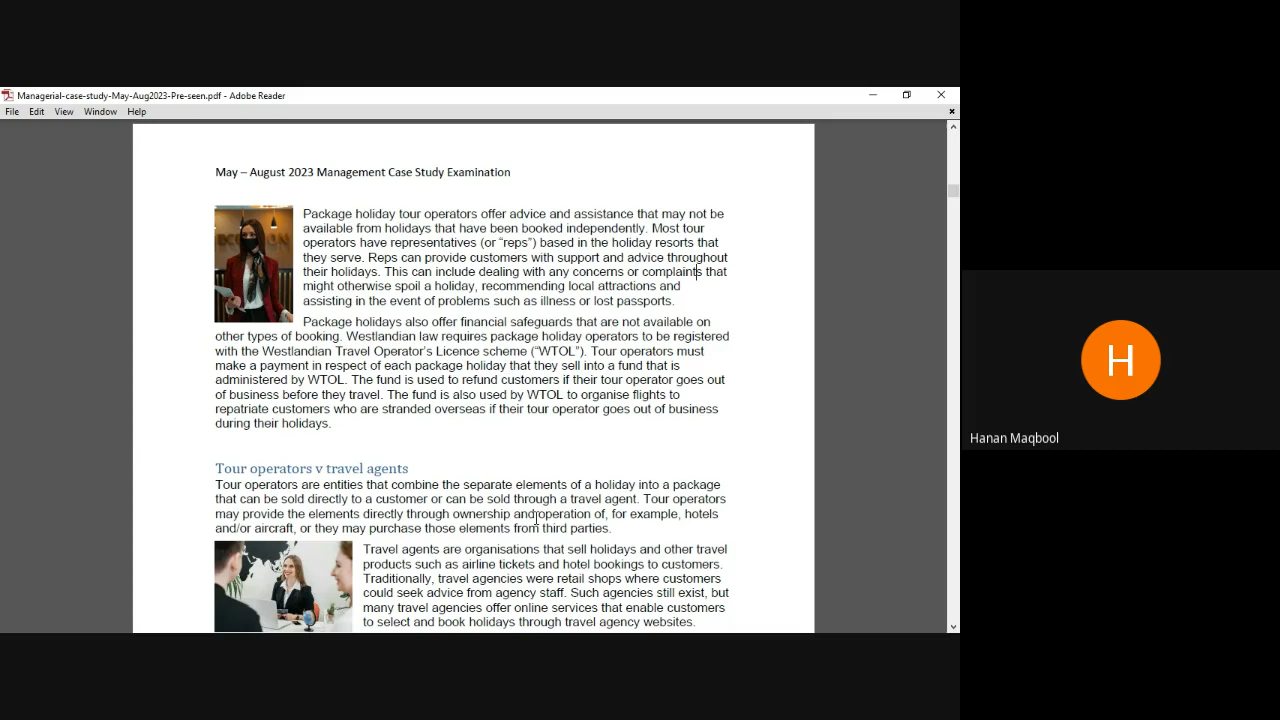 Managerial-case-study-May-Aug2023-Pre-seen.pdf - Adobe Reader
File Edit View Window Help
May – August 2023 Management Case Study Examination
Package holiday tour operators offer advice and assistance that may not be
available from holidays that have been booked independently. Most tour
operators have representatives (or “reps”) based in the holiday resorts that
they serve. Reps can provide customers with support and advice throughout
their holidays. This can include dealing with any concerns or complaints that
might otherwise spoil a holiday, recommending local attractions and
assisting in the event of problems such as illness or lost passports.
Package holidays also offer financial safeguards that are not available on
other types of booking. Westlandian law requires package holiday operators to be registered
with the Westlandian Travel Operator’s Licence scheme (“WTOL”). Tour operators must
make a payment in respect of each package holiday that they sell into a fund that is
administered by WTOL. The fund is used to refund customers if their tour operator goes out
of business before they travel. The fund is also used by WTOL to organise flights to
repatriate customers who are stranded overseas if their tour operator goes out of business
during their holidays.
Tour operators v travel agents
Tour operators are entities that combine the separate elements of a holiday into a package
that can be sold directly to a customer or can be sold through a travel agent. Tour operators
may provide the elements directly through ownership and operation of, for example, hotels
and/or aircraft, or they may purchase those elements from third parties.
Travel agents are organisations that sell holidays and other travel
products such as airline tickets and hotel bookings to customers.
Traditionally, travel agencies were retail shops where customers
could seek advice from agency staff. Such agencies still exist, but
many travel agencies offer online services that enable customers
to select and book holidays through travel agency websites.
H
Hanan Maqbool